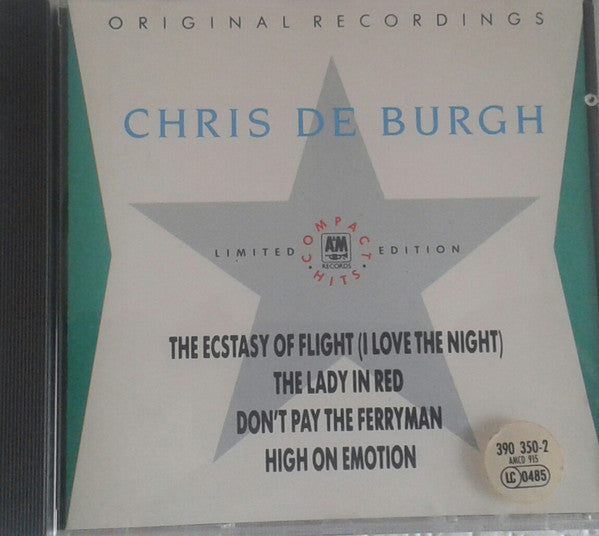 ORIGINAL RECORDINGS
CHRIS DE BURGH
COMPACT
LIMITED A&M EDITION
RECORDS
HITS
THE ECSTASY OF FLIGHT (I LOVE THE NIGHT)
THE LADY IN RED
DON'T PAY THE FERRYMAN
HIGH ON EMOTION
390 350-2
AMCD 915
LC 0485